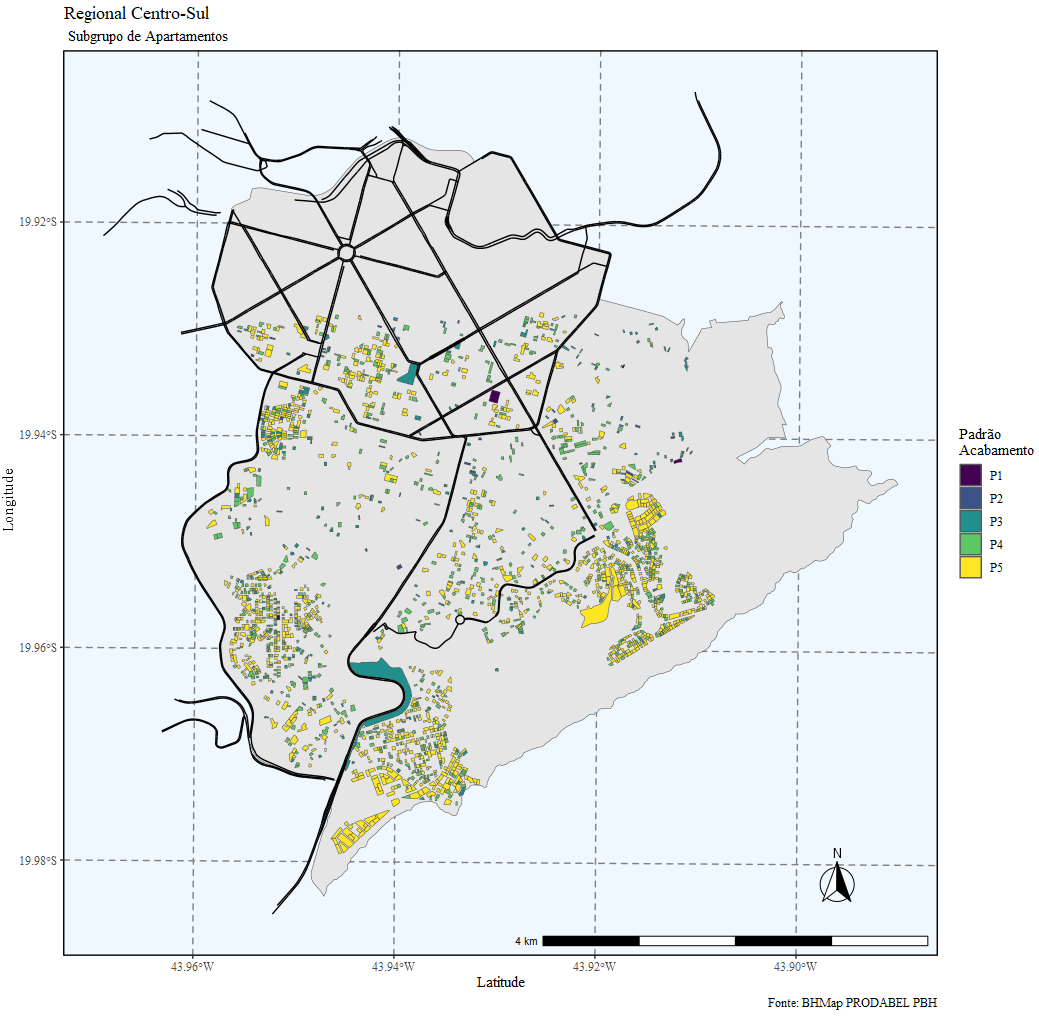 Regional Centro-Sul
Subgrupo de Apartamentos
19.92°S
19.94°S
19.96°S
19.98°S
Longitude
43.96°W
43.94°W
43.92°W
43.90°W
Latitude
N
4 km
Padrão
Acabamento
P1
P2
P3
P4
P5
Fonte: BHMap PRODABEL PBH